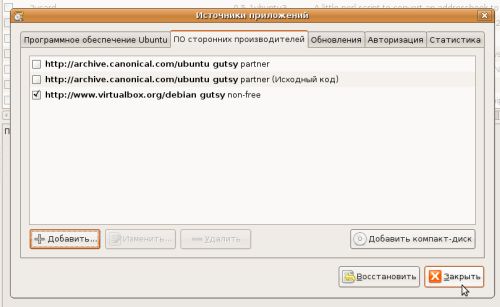 Источники приложений
Программное обеспечение Ubuntu ПО сторонних производителей Обновления Авторизация Статистика
http://archive.canonical.com/ubuntu gutsy partner
http://archive.canonical.com/ubuntu gutsy partner (Исходный код)
http://www.virtualbox.org/debian gutsy non-free
Добавить... Изменить... Удалить Добавить компакт-диск
Восстановить Закрыть